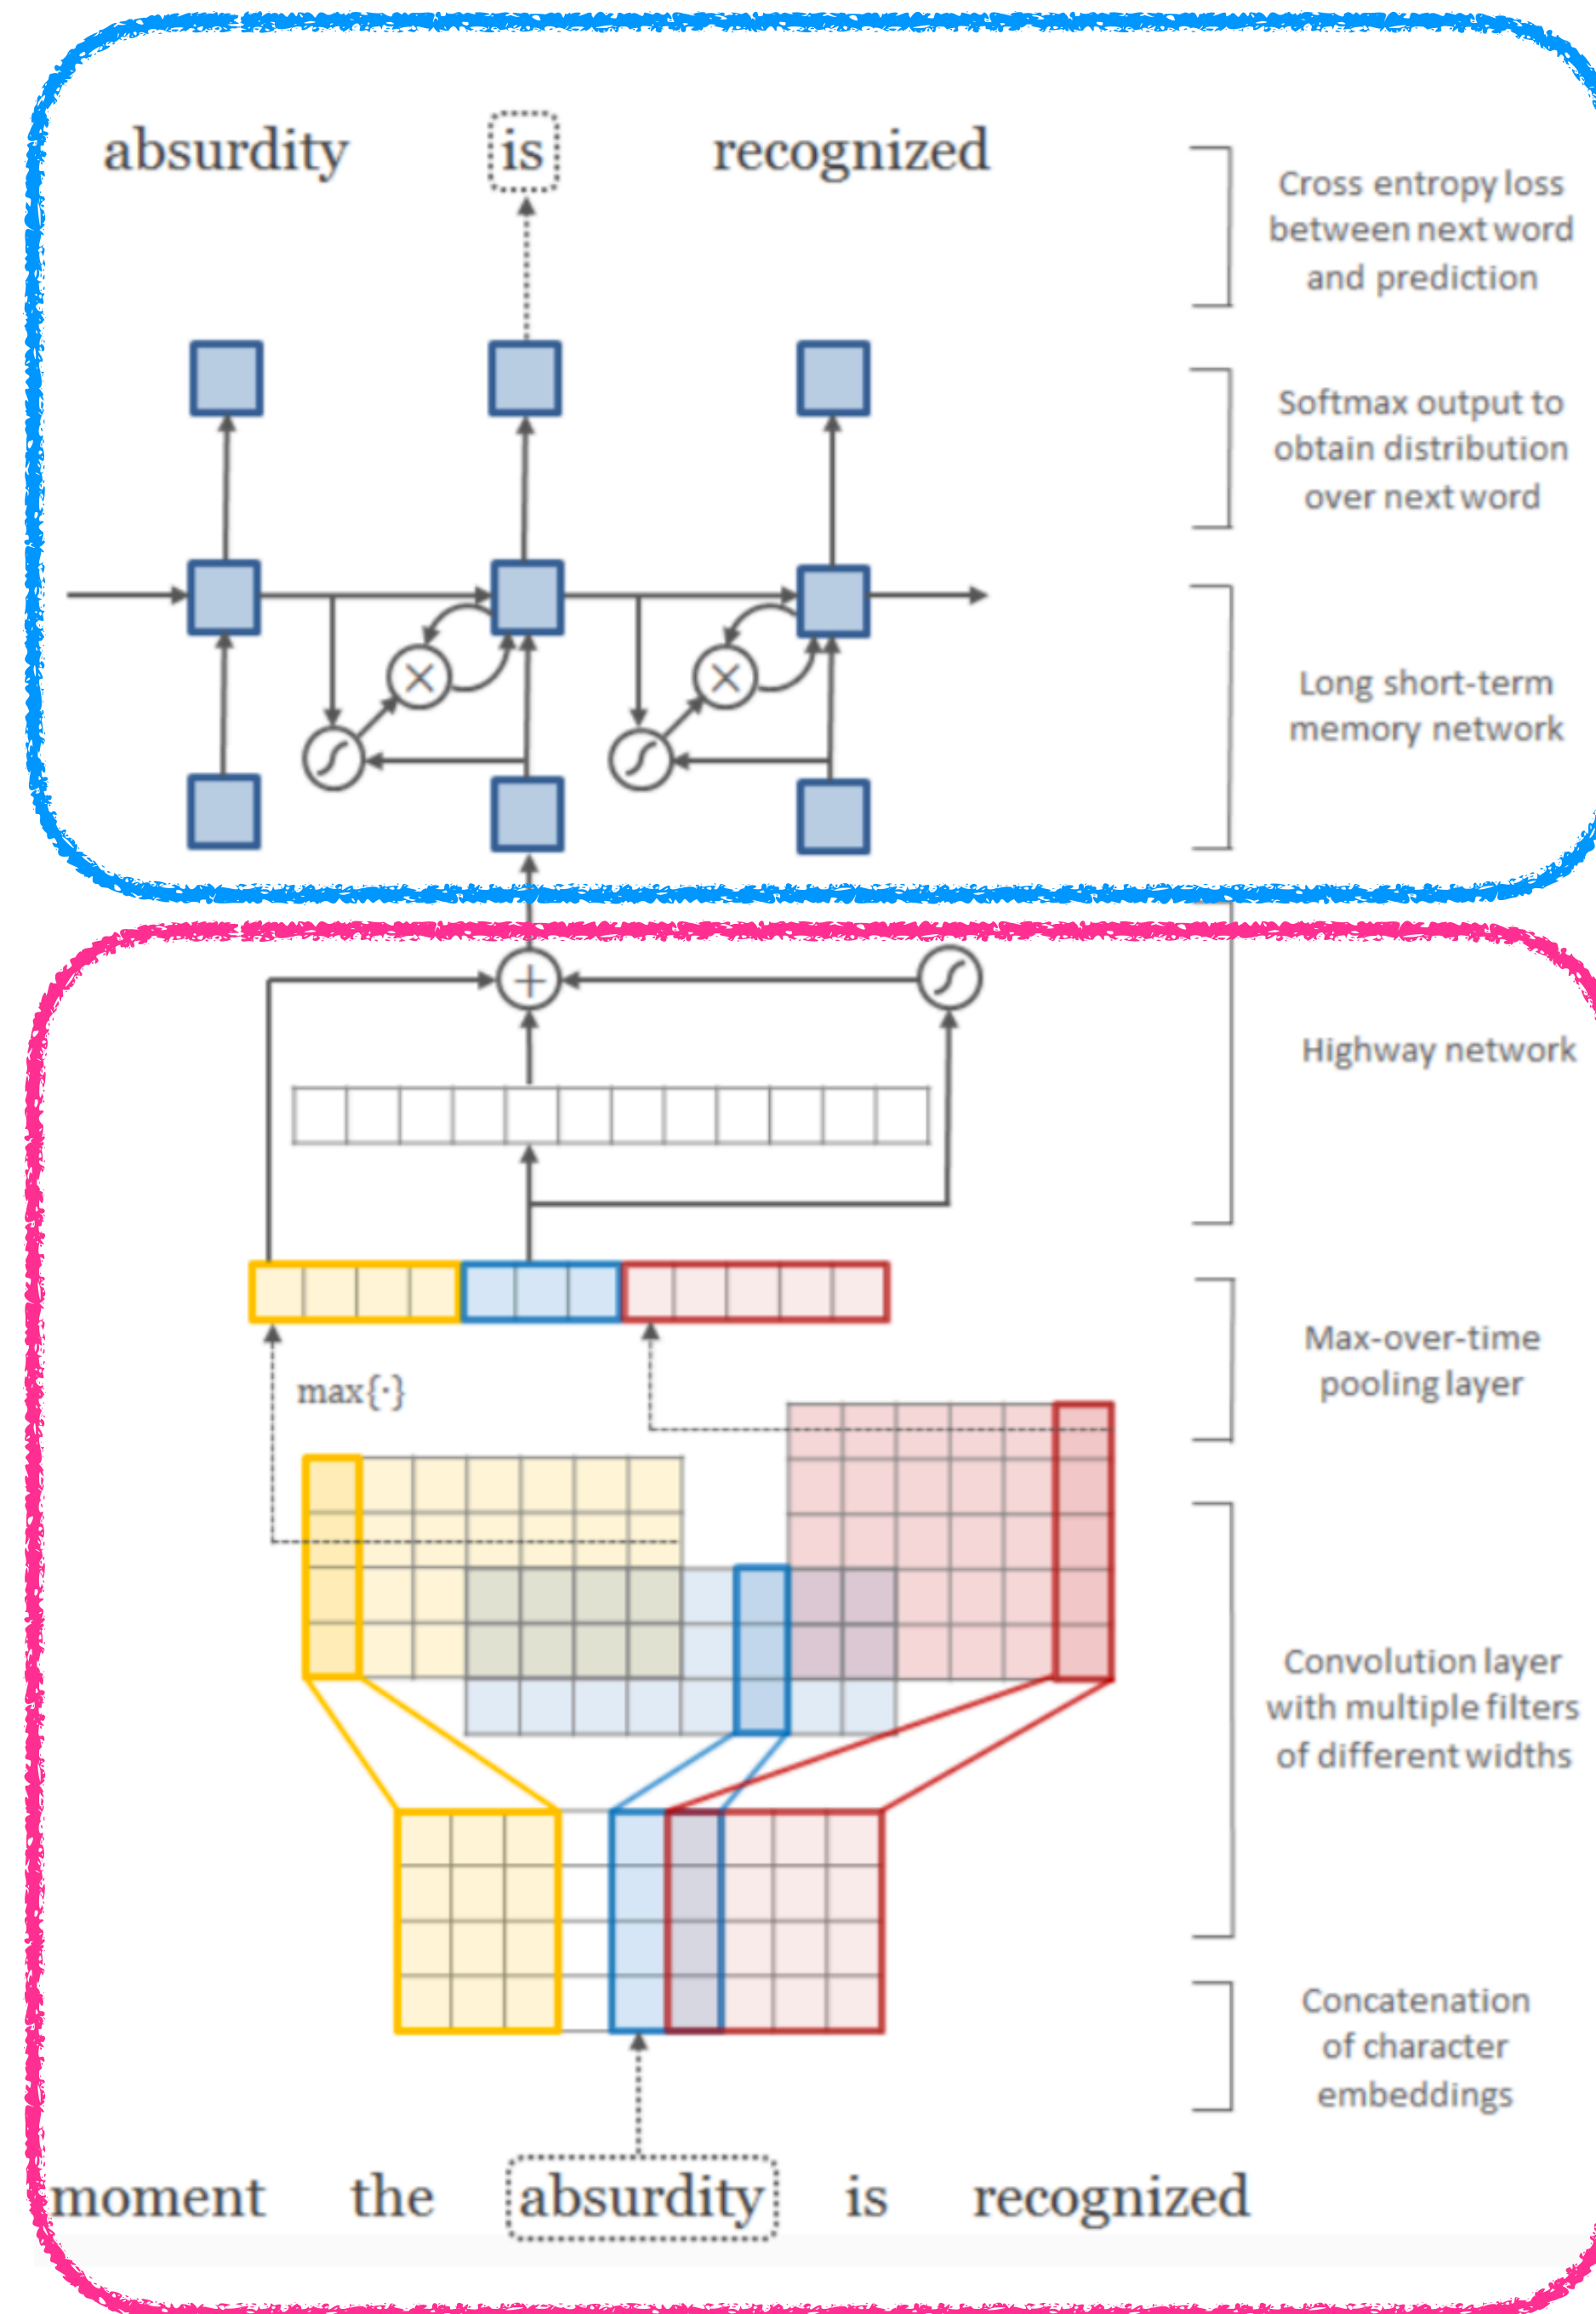 absurdity is recognized
Cross entropy loss
between next word
and prediction
Softmax output to
obtain distribution
over next word
Long short-term
memory network
Highway network
Max-over-time
pooling layer
max{·}
Convolution layer
with multiple filters
of different widths
Concatenation
of character
embeddings
moment the absurdity is recognized